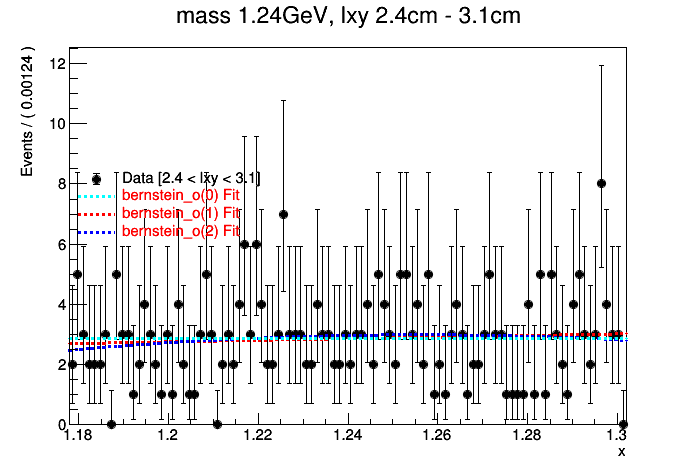 mass 1.24GeV, lxy 2.4cm - 3.1cm
Events / ( 0.00124 )
12
10
8
6
4
2
0
Data [2.4 < lxy < 3.1]
bernstein_o(0) Fit
bernstein_o(1) Fit
bernstein_o(2) Fit
1.18 1.2 1.22 1.24 1.26 1.28 1.3
x